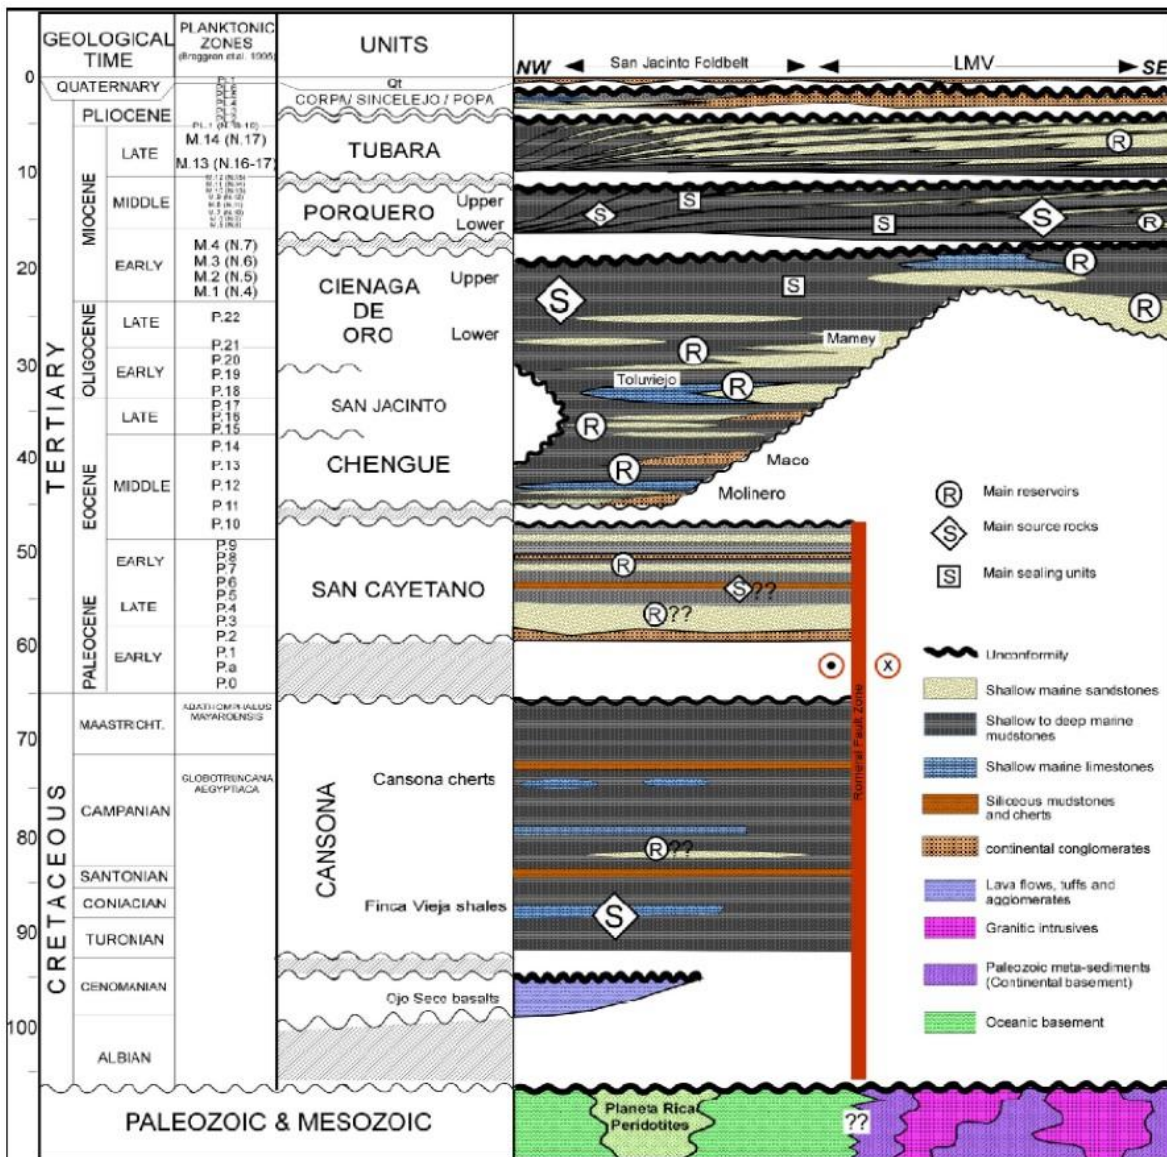 GEOLOGICAL TIME
PLANKTONIC ZONES
UNITS
NW
San Jacinto Foldbelt
LMV
SE
0
QUATERNARY
Qt
PLIOCENE
CORPA/ SINCELEJO / POPA
TERTIARY
MIOCENE
LATE
M.14 (N.17)
M.13 (N.16-17)
TUBARA
R
10
MIDDLE
PORQUERO
Upper
Lower
S
S
S
S
R
EARLY
M.4 (N.7)
M.3 (N.6)
M.2 (N.5)
M.1 (N.4)
20
CIENAGA DE ORO
Upper
Lower
S
S
R
R
OLIGOCENE
LATE
P.22
P.21
Mamey
R
30
EARLY
P.20
P.19
P.18
Toluviejo
R
EOCENE
LATE
P.17
P.16
P.15
SAN JACINTO
R
40
MIDDLE
P.14
P.13
P.12
P.11
P.10
CHENGUE
R
Maco
Molinero
50
EARLY
P.9
P.8
P.7
P.6
SAN CAYETANO
R
S ??
R ??
PALEOCENE
LATE
P.5
P.4
P.3
60
EARLY
P.2
P.1
P.a
P.0
X
Romeral Fault Zone
CRETACEOUS
MAASTRICHT.
MAYAROENSIS
70
CAMPANIAN
GLOBOTRUNCANA
AEGYPTIACA
CANSONA
Cansona cherts
80
R ??
SANTONIAN
CONIACIAN
Finca Vieja shales
S
90
TURONIAN
CENOMANIAN
Ojo Seco basalts
100
ALBIAN
PALEOZOIC & MESOZOIC
Planeta Rica
Peridotites
??
R Main reservoirs
S Main source rocks
S Main sealing units
Unconformity
Shallow marine sandstones
Shallow to deep marine
mudstones
Shallow marine limestones
Siliceous mudstones
and cherts
continental conglomerates
Lava flows, tuffs and
agglomerates
Granitic intrusives
Paleozoic meta-sediments
(Continental basement)
Oceanic basement